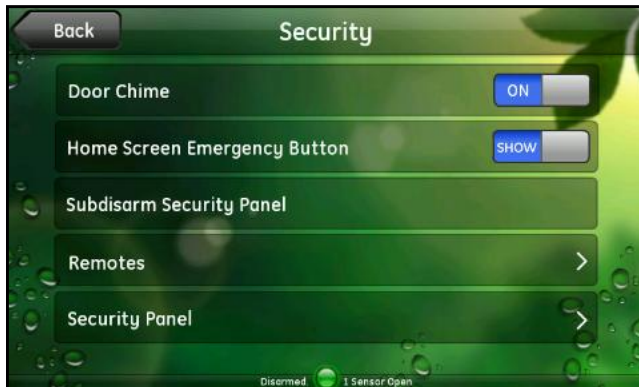 Back
Security
Door Chime
ON
Home Screen Emergency Button
SHOW
Subdisarm Security Panel
Remotes
Security Panel
Disarmed 1 Sensor Open